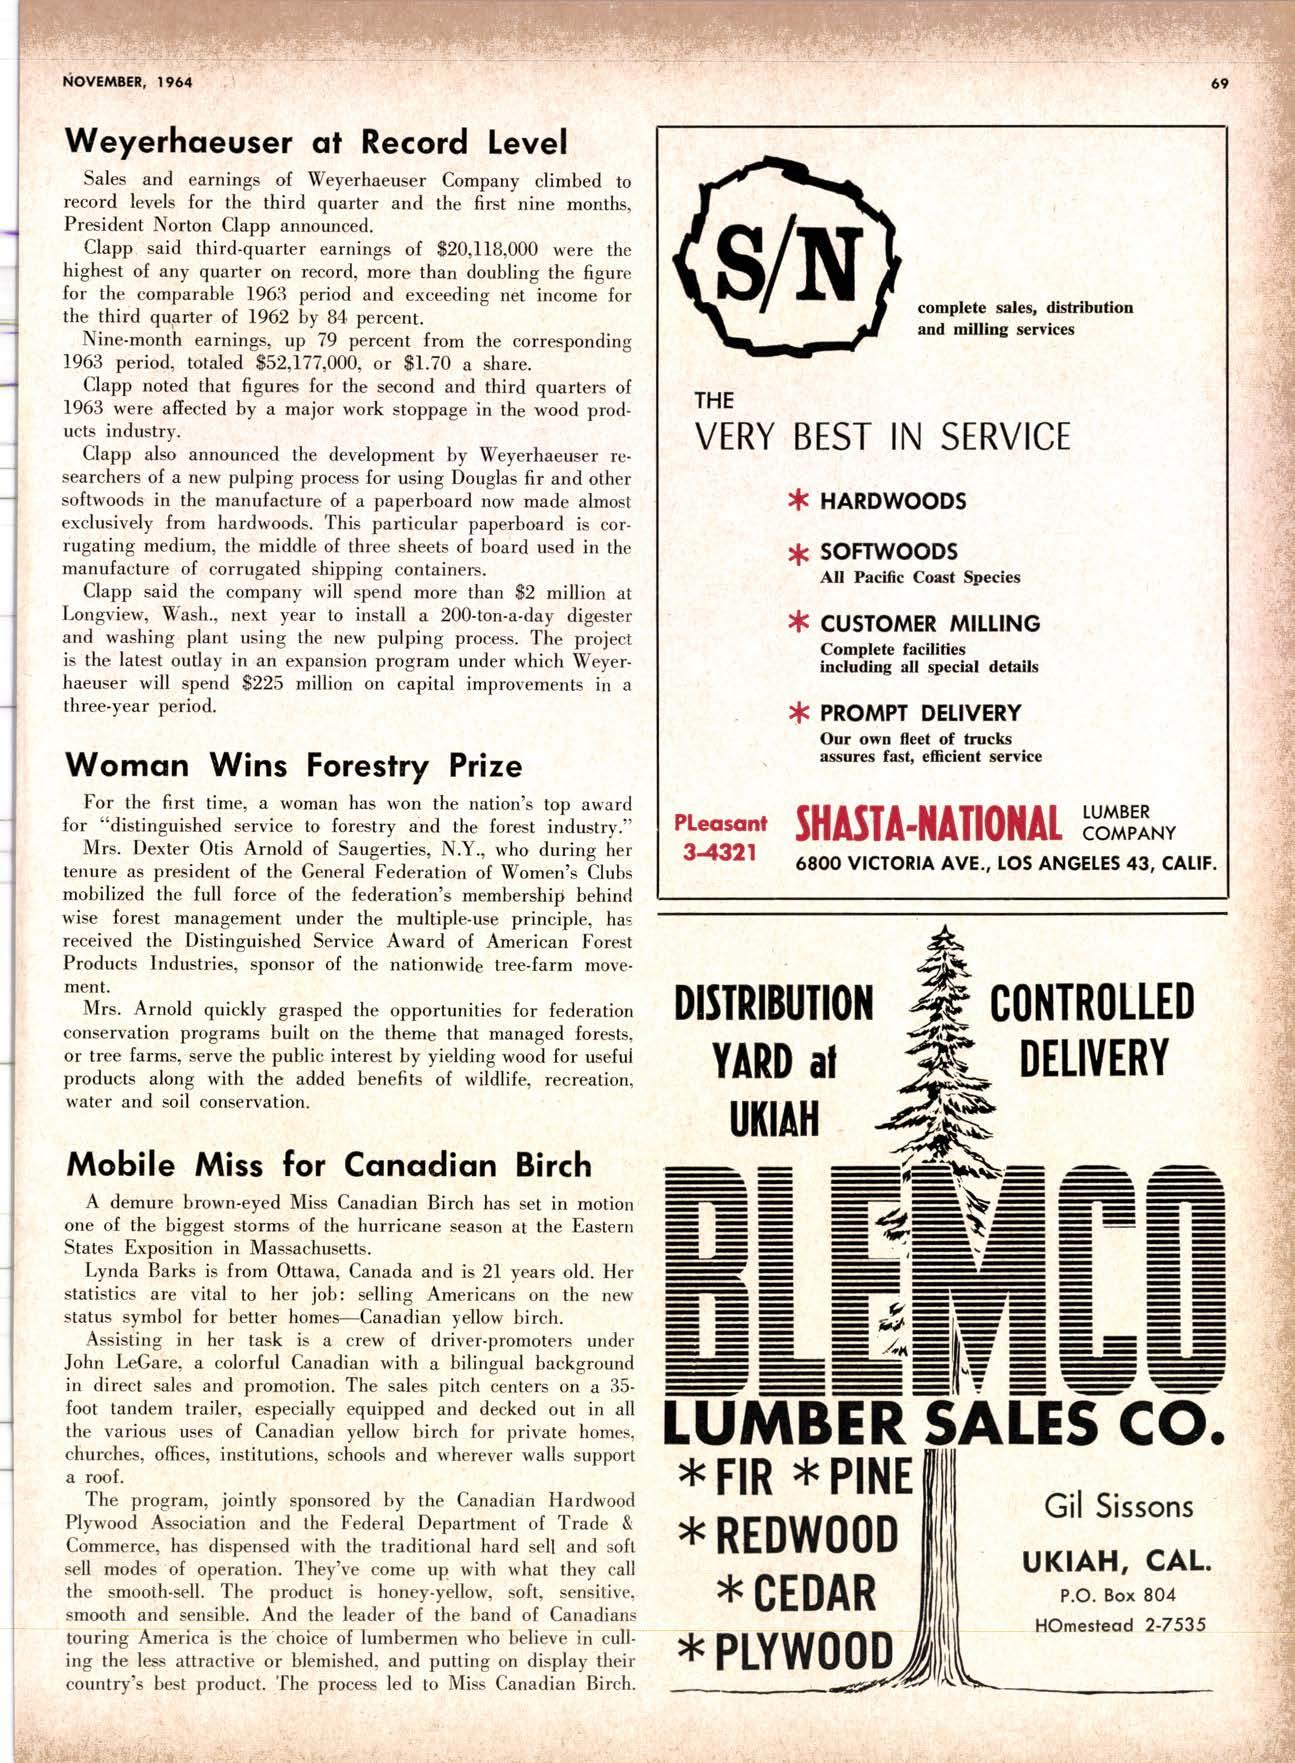 NOVEMBER, 1964
69
Weyerhaeuser at Record Level
Sales and earnings of Weyerhaeuser Company climbed to
record levels for the third quarter and the first nine months,
President Norton Clapp announced.
Clapp said third-quarter earnings of $20,118,000 were the
highest of any quarter on record, more than doubling the figure
for the comparable 1963 period and exceeding net income for
the third quarter of 1962 by 84 percent.
Nine-month earnings, up 79 percent from the corresponding
1963 period, totaled $52,177,000, or $1.70 a share.
Clapp noted that figures for the second and third quarters of
1963 were affected by a major work stoppage in the wood prod-
ucts industry.
Clapp also announced the development by Weyerhaeuser re-
searchers of a new pulping process for using Douglas fir and other
softwoods in the manufacture of a paperboard now made almost
exclusively from hardwoods. This particular paperboard is cor-
rugating medium, the middle of three sheets of board used in the
manufacture of corrugated shipping containers.
Clapp said the company will spend more than $2 million at
Longview, Wash., next year to install a 200-ton-a-day digester
and washing plant using the new pulping process. The project
is the latest outlay in an expansion program under which Weyer-
haeuser will spend $225 million on capital improvements in a
three-year period.
Woman Wins Forestry Prize
For the first time, a woman has won the nation's top award
for "distinguished service to forestry and the forest industry."
Mrs. Dexter Otis Arnold of Saugerties, N.Y., who during her
tenure as president of the General Federation of Women's Clubs
mobilized the full force of the federation's membership behind
wise forest management under the multiple-use principle, has
received the Distinguished Service Award of American Forest
Products Industries, sponsor of the nationwide tree-farm move-
ment.
Mrs. Arnold quickly grasped the opportunities for federation
conservation programs built on the theme that managed forests,
or tree farms, serve the public interest by yielding wood for useful
products along with the added benefits of wildlife, recreation,
water and soil conservation.
Mobile Miss for Canadian Birch
A demure brown-eyed Miss Canadian Birch has set in motion
one of the biggest storms of the hurricane season at the Eastern
States Exposition in Massachusetts.
Lynda Barks is from Ottawa, Canada and is 21 years old. Her
statistics are vital to her job: selling Americans on the new
status symbol for better homes—Canadian yellow birch.
Assisting in her task is a crew of driver-promoters under
John LeGare, a colorful Canadian with a bilingual background
in direct sales and promotion. The sales pitch centers on a 35-
foot tandem trailer, especially equipped and decked out in all
the various uses of Canadian yellow birch for private homes,
churches, offices, institutions, schools and wherever walls support
a roof.
The program, jointly sponsored by the Canadian Hardwood
Plywood Association and the Federal Department of Trade &
Commerce, has dispensed with the traditional hard sell and soft
sell modes of operation. They've come up with what they call
the smooth-sell. The product is honey-yellow, soft, sensitive,
smooth and sensible. And the leader of the band of Canadians
touring America is the choice of lumbermen who believe in cull-
ing the less attractive or blemished, and putting on display their
country's best product. The process led to Miss Canadian Birch.
S/N
complete sales, distribution
and milling services
THE
VERY BEST IN SERVICE
* HARDWOODS
* SOFTWOODS
All Pacific Coast Species
* CUSTOMER MILLING
Complete facilities
including all special details
* PROMPT DELIVERY
Our own fleet of trucks
assures fast, efficient service
PLeasant
3-4321
SHASTA-NATIONAL
LUMBER
COMPANY
6800 VICTORIA AVE., LOS ANGELES 43, CALIF.
DISTRIBUTION
YARD at
UKIAH
CONTROLLED
DELIVERY
BLEMCO
LUMBER SALES CO.
* FIR * PINE
* REDWOOD
* CEDAR
* PLYWOOD
Gil Sissons
UKIAH, CAL.
P.O. Box 804
HOmestead 2-7535